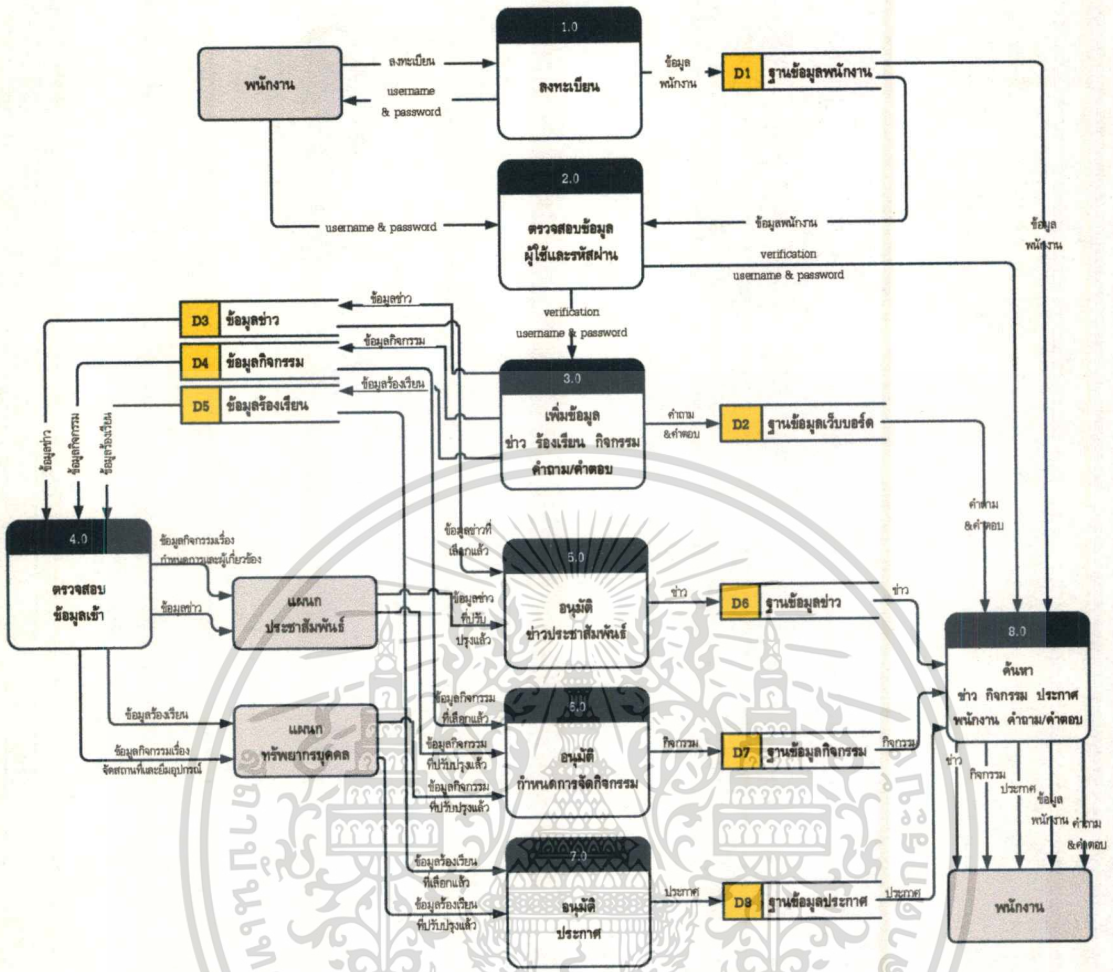 1.0
ลงทะเบียน
พนักงาน
ลงทะเบียน
username
& password
ข้อมูล
พนักงาน
D1 ฐานข้อมูลพนักงาน
2.0
ตรวจสอบข้อมูล
ผู้ใช้และรหัสผ่าน
username & password
ข้อมูลพนักงาน
ข้อมูล
พนักงาน
verification
username & password
verification
username & password
D3 ข้อมูลข่าว
D4 ข้อมูลกิจกรรม
D5 ข้อมูลร้องเรียน
ข้อมูลข่าว
ข้อมูลกิจกรรม
ข้อมูลร้องเรียน
3.0
เพิ่มข้อมูล
ข่าว ร้องเรียน กิจกรรม
คำถาม/คำตอบ
คำถาม
&คำตอบ
D2 ฐานข้อมูลเว็บบอร์ด
ข้อมูลข่าว
ข้อมูลกิจกรรม
ข้อมูลร้องเรียน
คำถาม
&คำตอบ
4.0
ตรวจสอบ
ข้อมูลเข้า
ข้อมูลกิจกรรมเรื่อง
กำหนดการและผู้เกี่ยวข้อง
ข้อมูลข่าว
แผนก
ประชาสัมพันธ์
ข้อมูลข่าวที่
เลือกแล้ว
ข้อมูลข่าว
ที่ปรับ
ปรุงแล้ว
5.0
อนุมัติ
ข่าวประชาสัมพันธ์
ข่าว
D6 ฐานข้อมูลข่าว
ข่าว
8.0
ค้นหา
ข่าว กิจกรรม ประกาศ
พนักงาน คำถาม/คำตอบ
ข้อมูลร้องเรียน
ข้อมูลกิจกรรมเรื่อง
จัดสถานที่และยืมอุปกรณ์
แผนก
ทรัพยากรบุคคล
ข้อมูลกิจกรรม
ที่เลือกแล้ว
ข้อมูลกิจกรรม
ที่ปรับปรุงแล้ว
ข้อมูลกิจกรรม
ที่ปรับปรุงแล้ว
6.0
อนุมัติ
กำหนดการจัดกิจกรรม
กิจกรรม
D7 ฐานข้อมูลกิจกรรม
กิจกรรม
ข่าว
กิจกรรม
ประกาศ
ข้อมูล
พนักงาน
คำถาม
&คำตอบ
ข้อมูลร้องเรียน
ที่เลือกแล้ว
ข้อมูลร้องเรียน
ที่ปรับปรุงแล้ว
7.0
อนุมัติ
ประกาศ
ประกาศ
D8 ฐานข้อมูลประกาศ
ประกาศ
พนักงาน